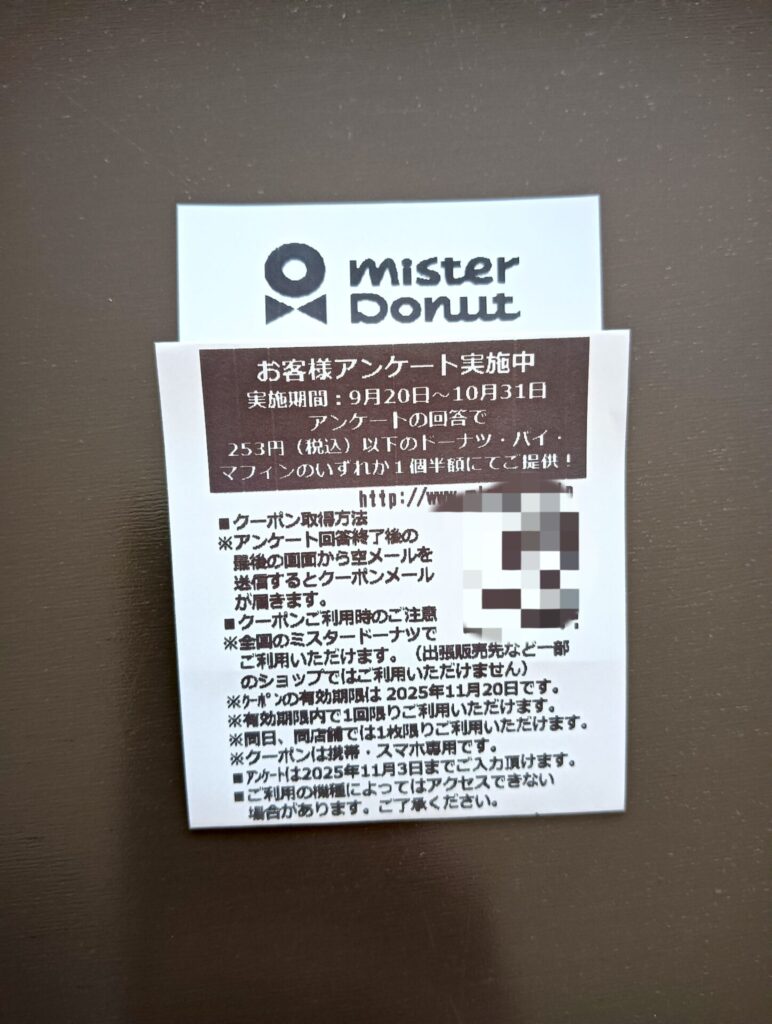 mister
Donut
お客様アンケート実施中
実施期間：9月20日～10月31日
アンケートの回答で
253円（税込）以下のドーナツ・パイ・
マフィンのいずれか１個半額にてご提供！
http://www.mi
■クーポン取得方法
※アンケート回答終了後の
最後の画面から空メールを
送信するとクーポンメール
が届きます。
■クーポンご利用時のご注意
※全国のミスタードーナツで
ご利用いただけます。（出張販売先など一部
のショップではご利用いただけません）
※クーポンの有効期限は 2025年11月20日です。
※有効期限内で1回限りご利用いただけます。
※同日、同店舗では1枚限りご利用いただけます。
※クーポンは携帯・スマホ専用です。
■アンケートは2025年11月3日までご入力頂けます。
■ご利用の機種によってはアクセスできない
場合があります。ご了承ください。